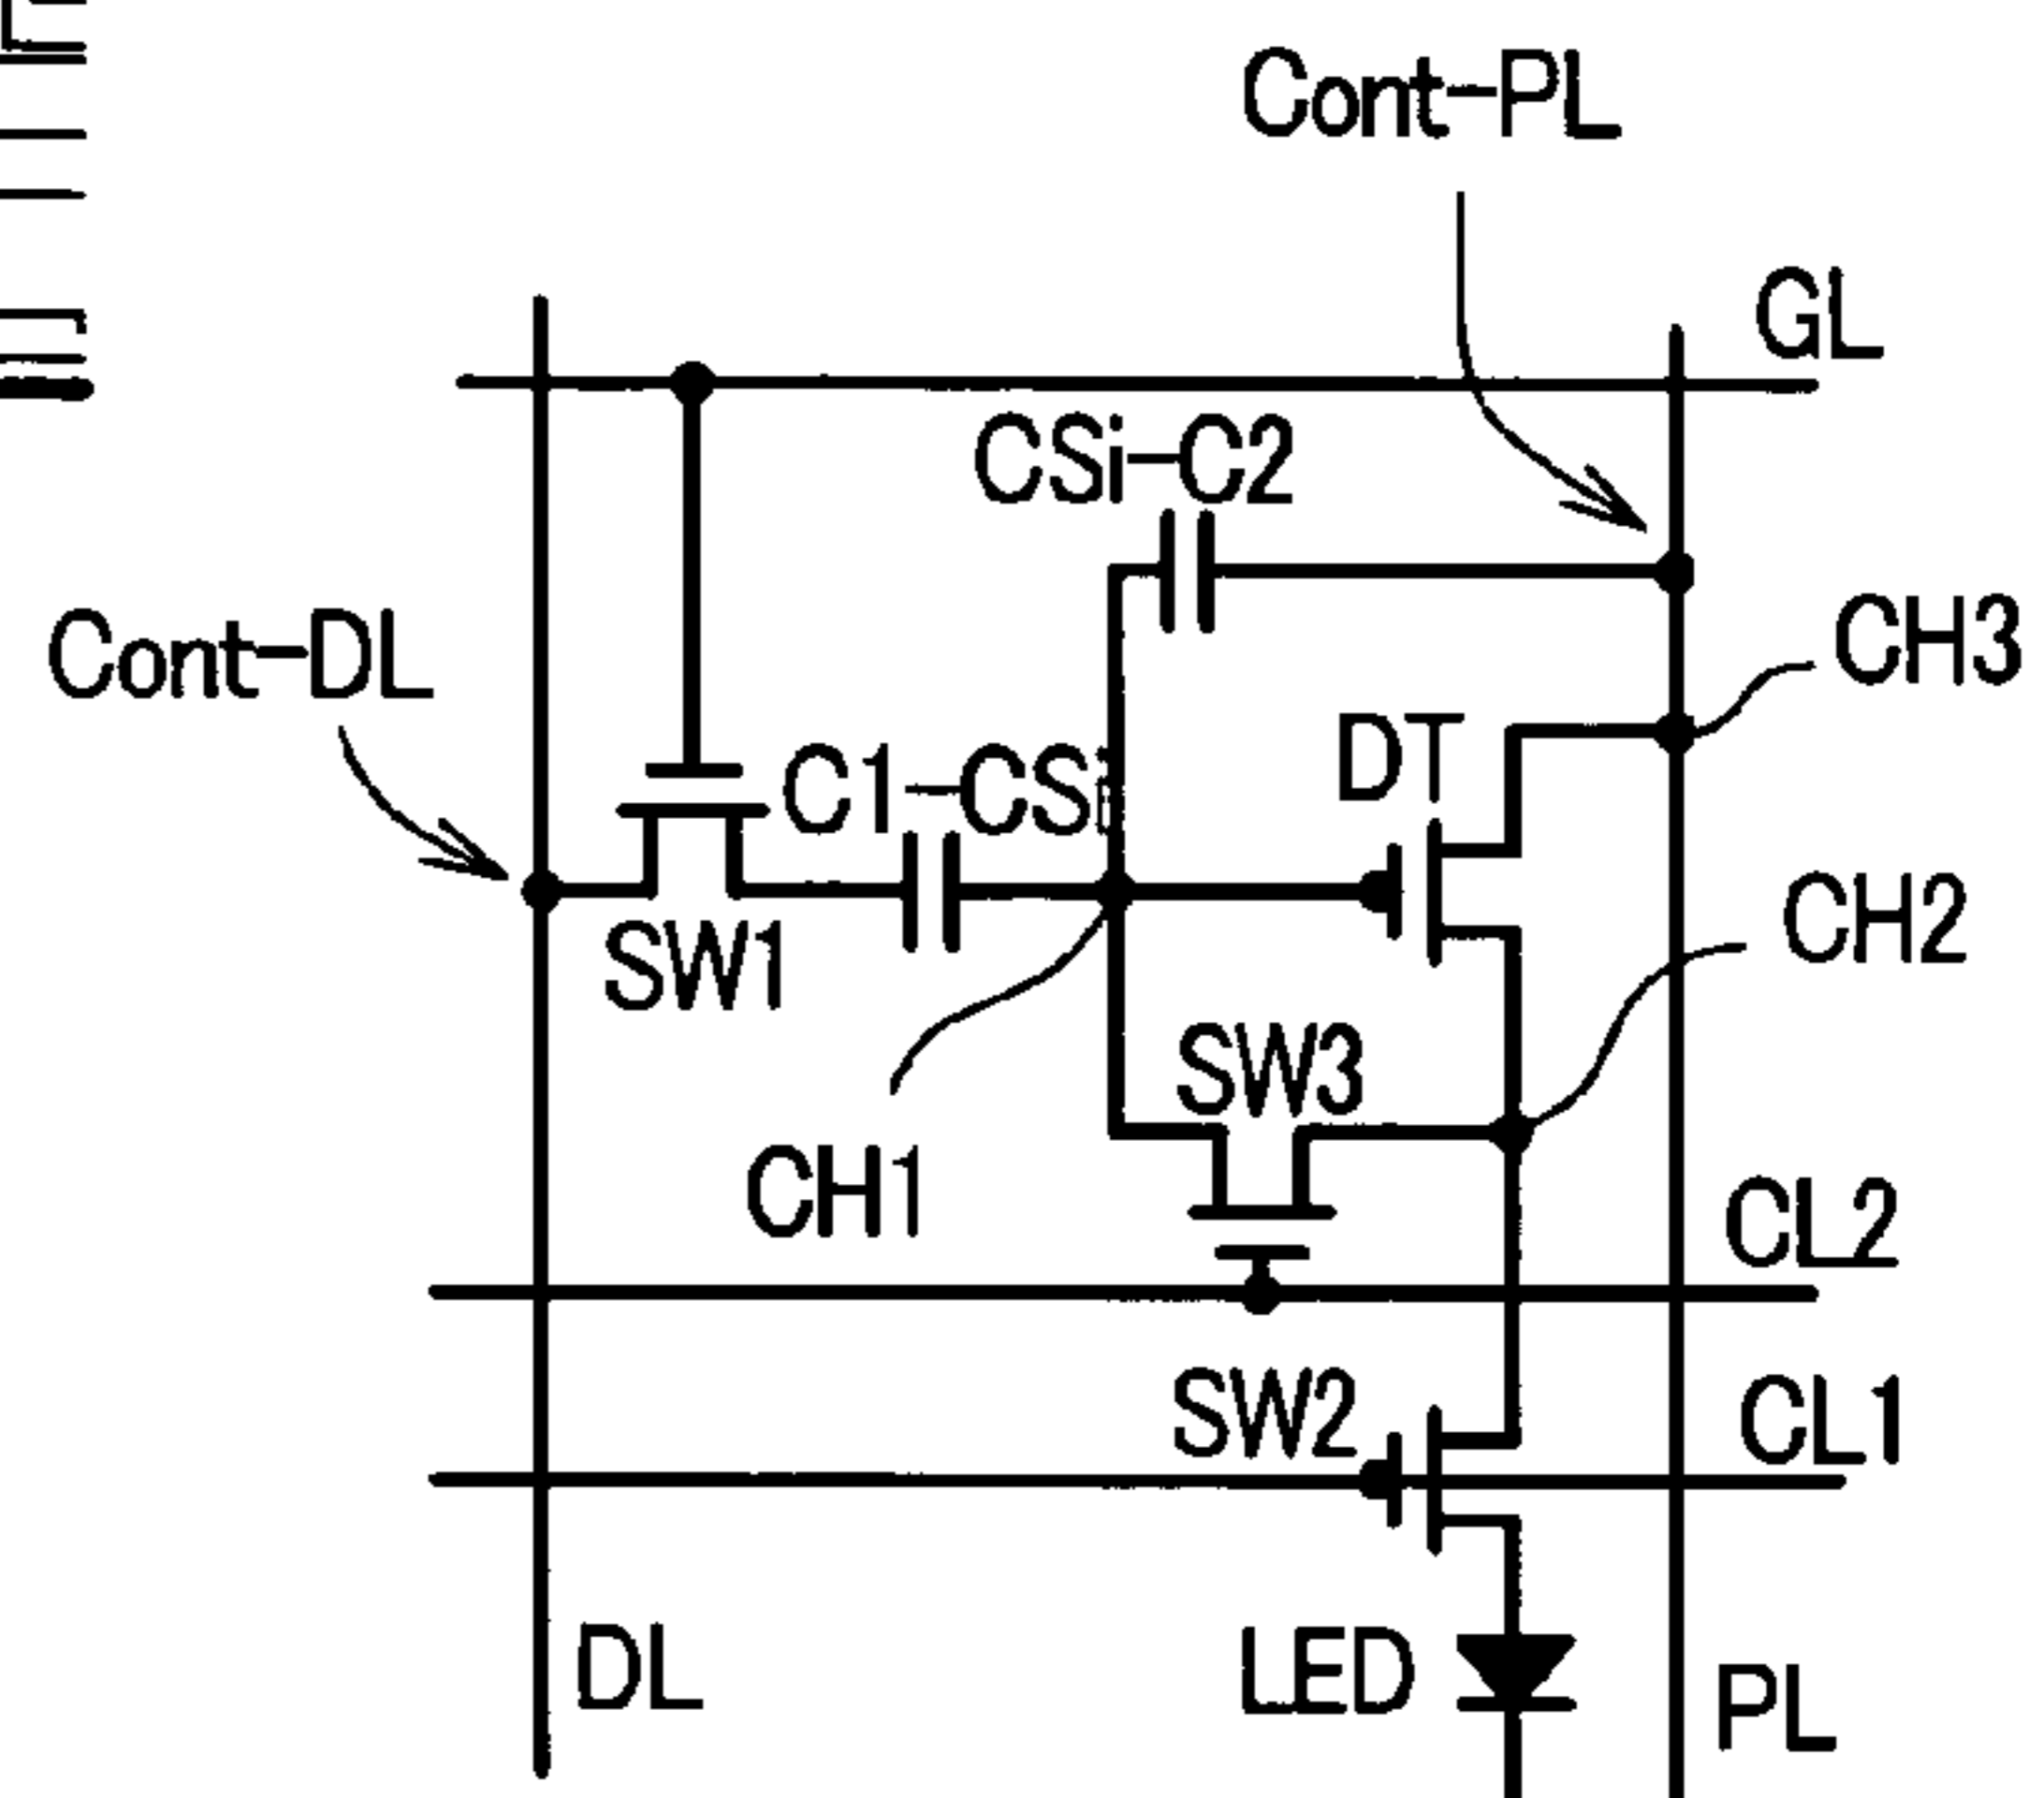 Cont-PL
GL
CSi-C2
Cont-DL
CH3
DT
C1-CSi
CH2
SW1
SW3
CH1
CL2
SW2
CL1
DL
LED
PL